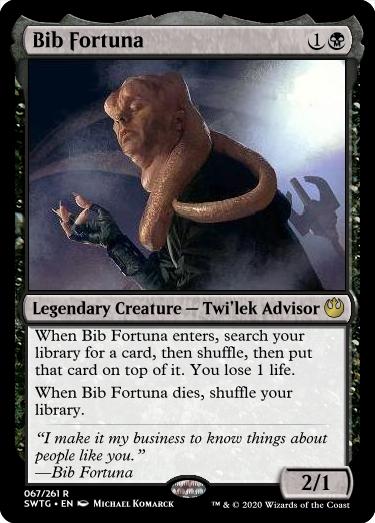 Bib Fortuna 1
Legendary Creature — Twi'lek Advisor
When Bib Fortuna enters, search your
library for a card, then shuffle, then put
that card on top of it. You lose 1 life.
When Bib Fortuna dies, shuffle your
library.
“I make it my business to know things about
people like you.”
—Bib Fortuna
2/1
067/261 R
SWTG • EN MICHAEL KOMARCK
™ & © 2020 Wizards of the Coast